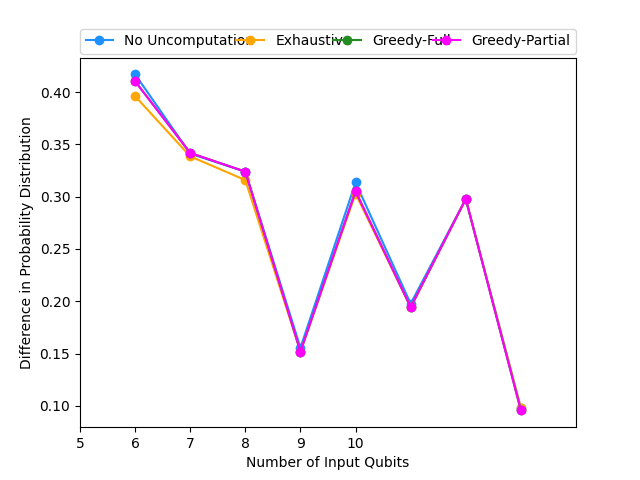 No Uncomputation Exhaustive Greedy-Full Greedy-Partial
0.40
0.35
0.30
0.25
0.20
0.15
0.10
Difference in Probability Distribution
5 6 7 8 9 10
Number of Input Qubits